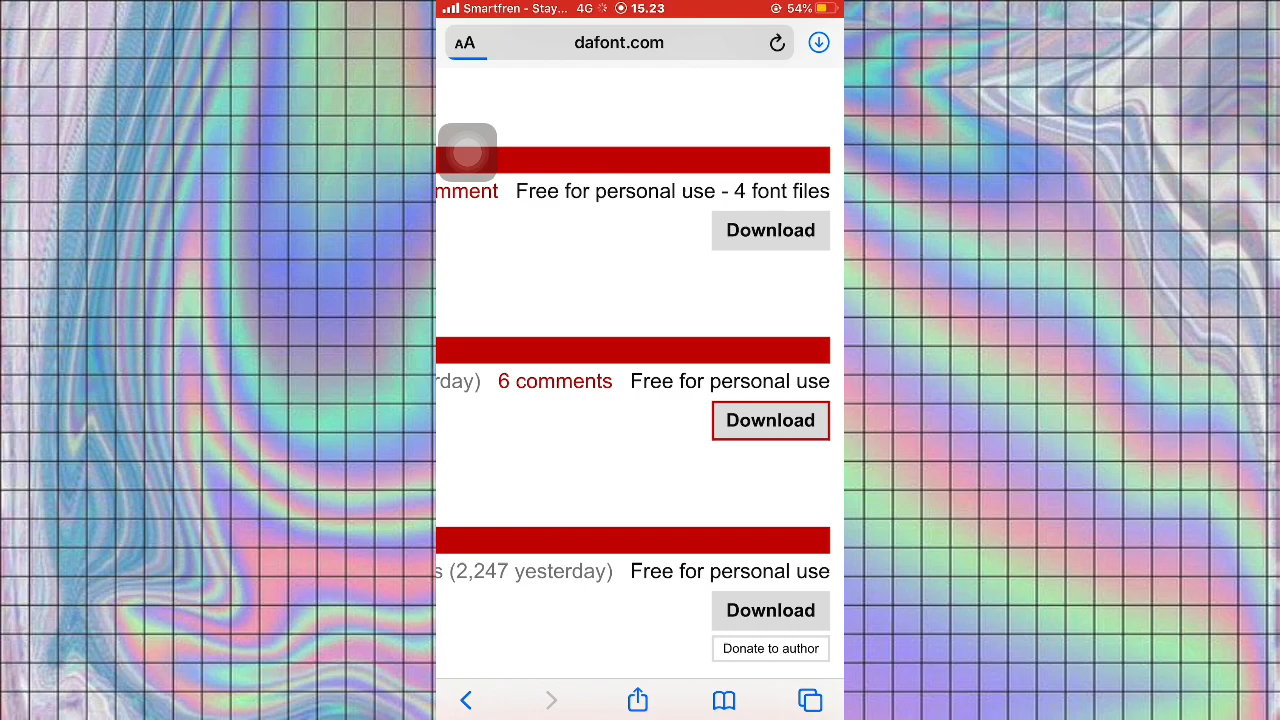 Smartfren - Stay... 4G 15.23 54%
AA dafont.com
mment Free for personal use - 4 font files
Download
rday) 6 comments Free for personal use
Download
s (2,247 yesterday) Free for personal use
Download
Donate to author